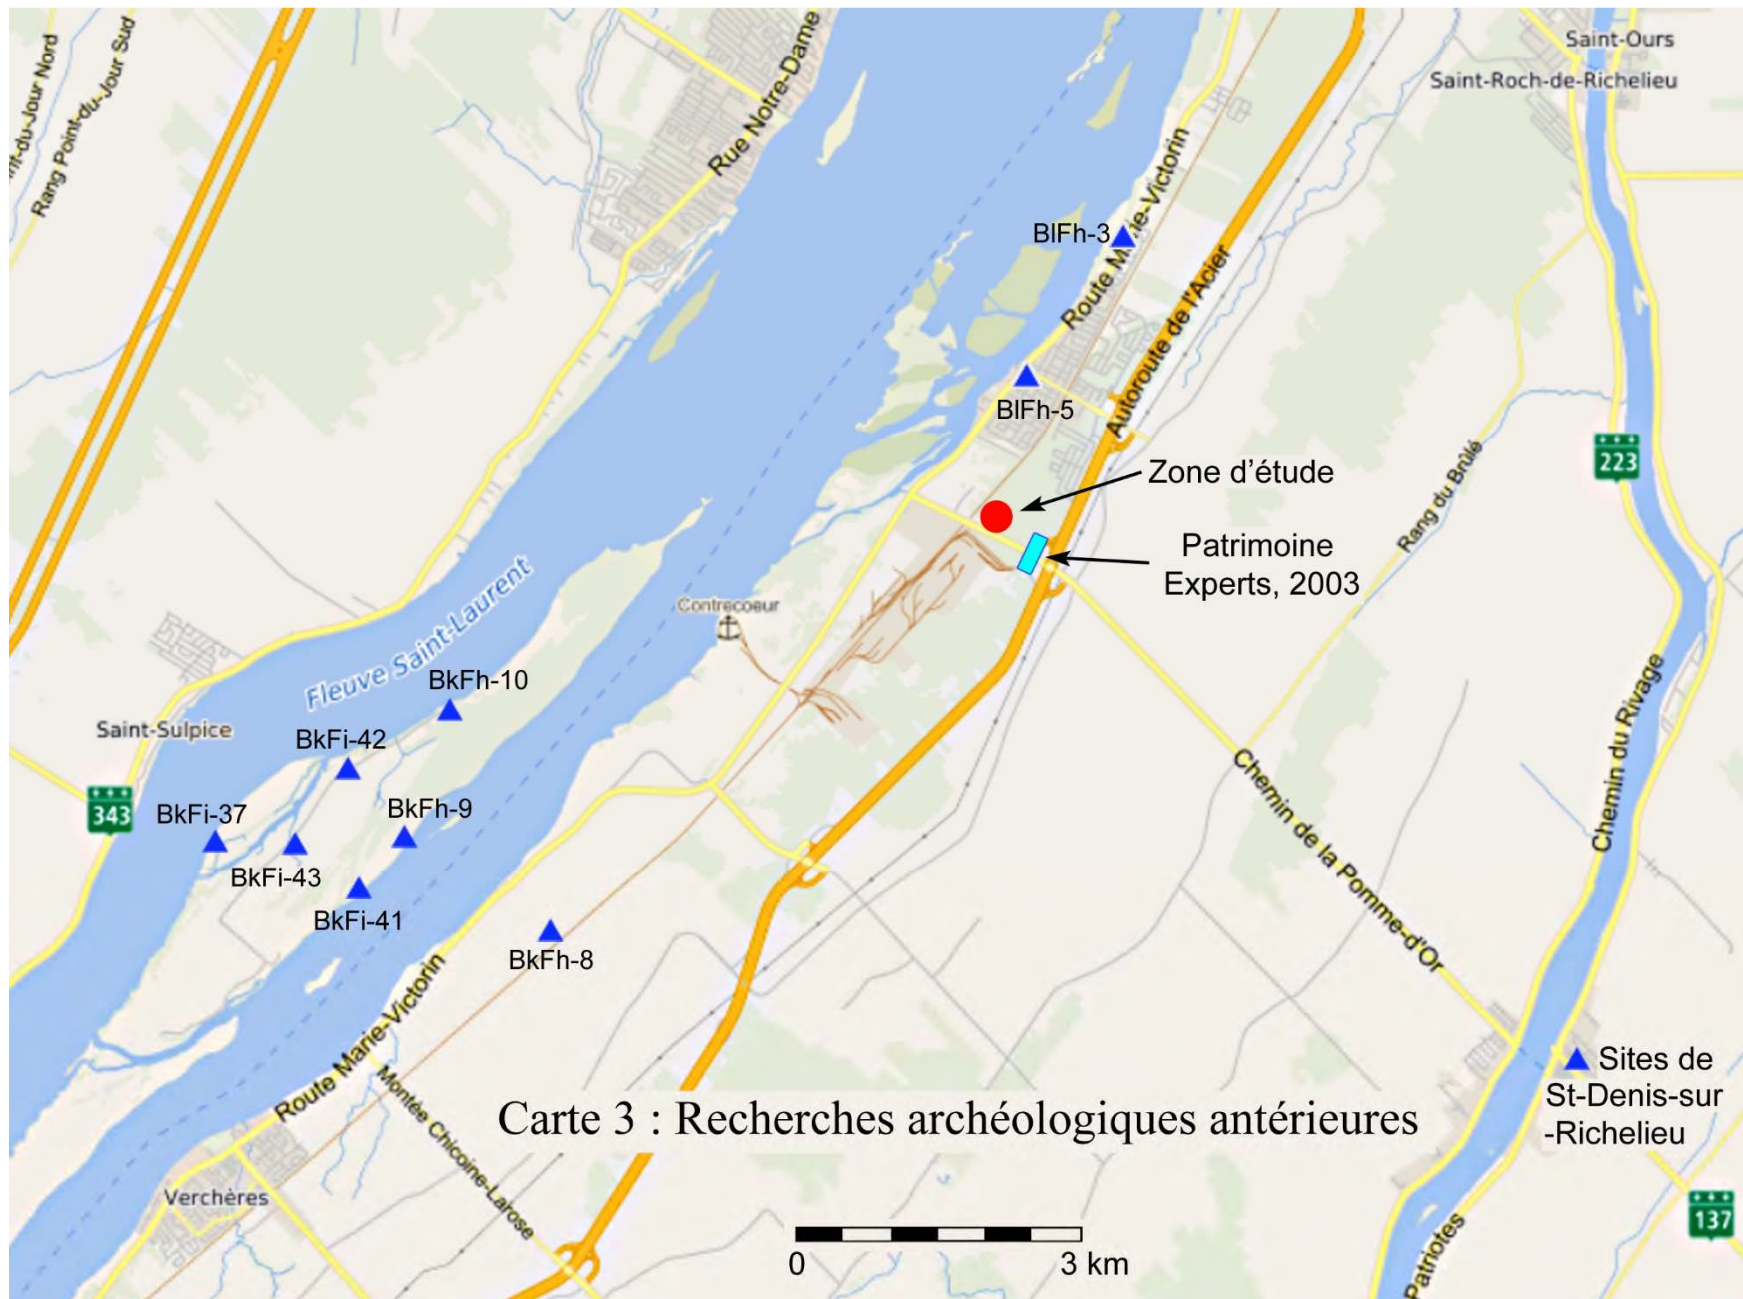 Saint-Ours
Saint-Roch-de-Richelieu
nt-du-Jour Nord
Rang Point-du-Jour Sud
Rue Notre-Dame
Route Marie-Victorin
BlFh-3
Autoroute de l'Acier
BlFh-5
Zone d'étude
223
Rang du Brûlé
Patrimoine
Experts, 2003
Contrecoeur
Fleuve Saint-Laurent
BkFh-10
Saint-Sulpice
BkFi-42
Chemin du Rivage
343
BkFi-37
BkFh-9
Chemin de la Pomme-d'Or
BkFi-43
BkFi-41
BkFh-8
Route Marie-Victorin
Sites de
St-Denis-sur
-Richelieu
Montée Chicoine-Larose
Carte 3 : Recherches archéologiques antérieures
Verchères
137
Patriotes
0 3 km